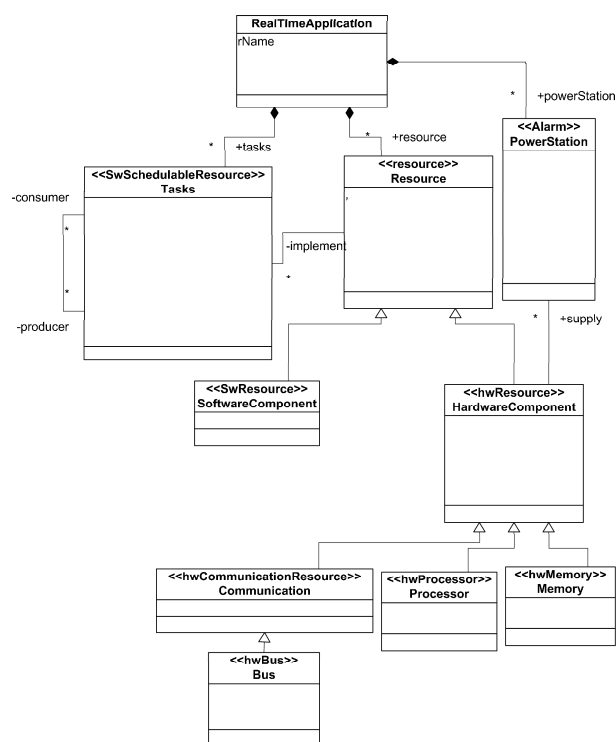 RealTimeApplication
rName
* +powerStation
* +tasks
* +resource
<<Alarm>>
PowerStation
<<SwSchedulableResource>>
Tasks
<<resource>>
Resource
-consumer
*
-implement
*
*
-producer
* +supply
<<SwResource>>
SoftwareComponent
<<hwResource>>
HardwareComponent
<<hwCommunicationResource>>
Communication
<<hwProcessor>>
Processor
<<hwMemory>>
Memory
<<hwBus>>
Bus